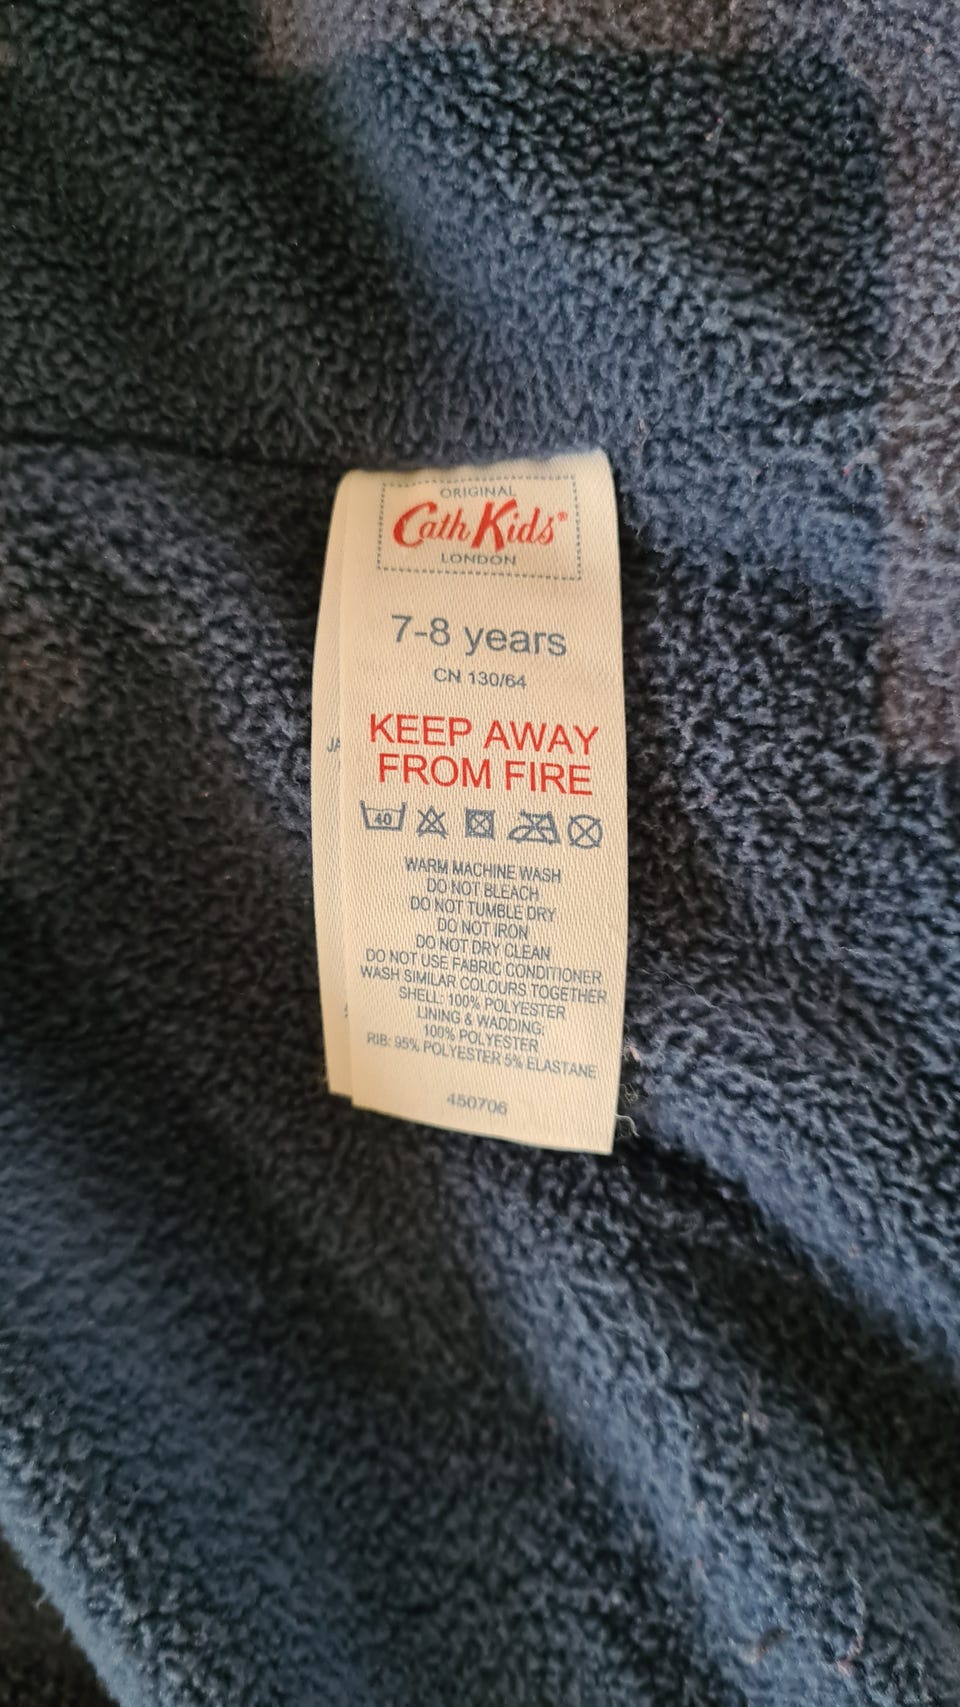 ORIGINAL
Cath Kids®
LONDON
7-8 years
CN 130/64
KEEP AWAY
FROM FIRE
40
WARM MACHINE WASH
DO NOT BLEACH
DO NOT TUMBLE DRY
DO NOT IRON
DO NOT DRY CLEAN
DO NOT USE FABRIC CONDITIONER
WASH SIMILAR COLOURS TOGETHER
SHELL: 100% POLYESTER
LINING & WADDING:
100% POLYESTER
RIB: 95% POLYESTER 5% ELASTANE
450706